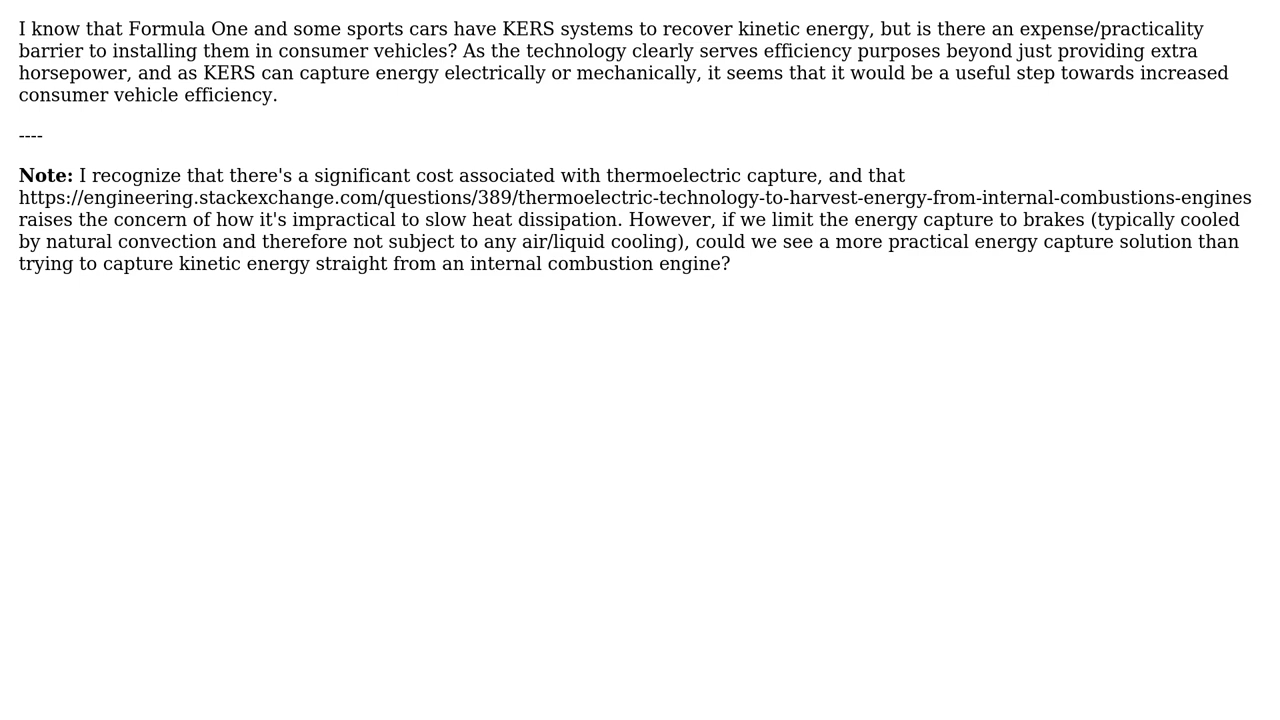 I know that Formula One and some sports cars have KERS systems to recover kinetic energy, but is there an expense/practicality
barrier to installing them in consumer vehicles? As the technology clearly serves efficiency purposes beyond just providing extra
horsepower, and as KERS can capture energy electrically or mechanically, it seems that it would be a useful step towards increased
consumer vehicle efficiency.
----
Note: I recognize that there's a significant cost associated with thermoelectric capture, and that
https://engineering.stackexchange.com/questions/389/thermoelectric-technology-to-harvest-energy-from-internal-combustions-engines
raises the concern of how it's impractical to slow heat dissipation. However, if we limit the energy capture to brakes (typically cooled
by natural convection and therefore not subject to any air/liquid cooling), could we see a more practical energy capture solution than
trying to capture kinetic energy straight from an internal combustion engine?